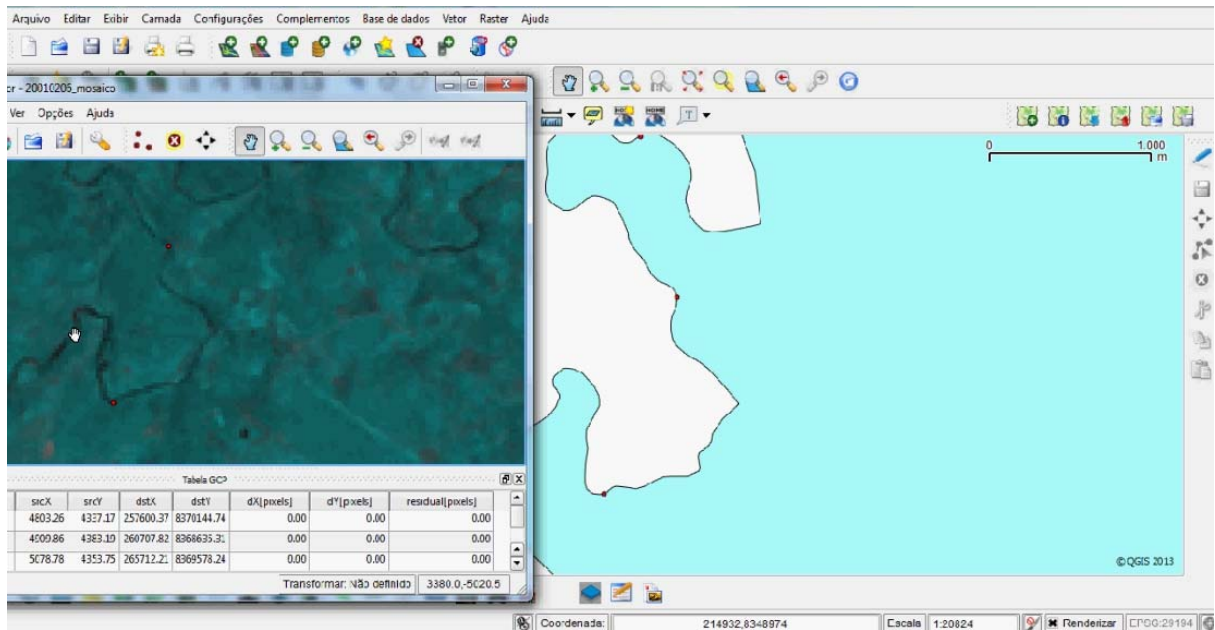 Arquivo Editar Exibir Camada Configurações Complementos Base de dados Vetor Raster Ajuda
or - 20010206_mosaico
Ver Opções Ajuda
0 1.000
m
Tabela GCP
srcX srcY dstX dstY dX[pixels] dY[pixels] residual[pixels]
4803.26 4337.17 257600.37 8370144.74 0.00 0.00 0.00
4909.86 4383.19 260707.82 8368635.31 0.00 0.00 0.00
5078.78 4353.75 265712.21 8369578.24 0.00 0.00 0.00
Transformar: Não definido 3380.0,-5020.5
©QGIS 2013
Coordenada: 214932,8348974 Escala 1:20824 Renderizar EPSG:29194